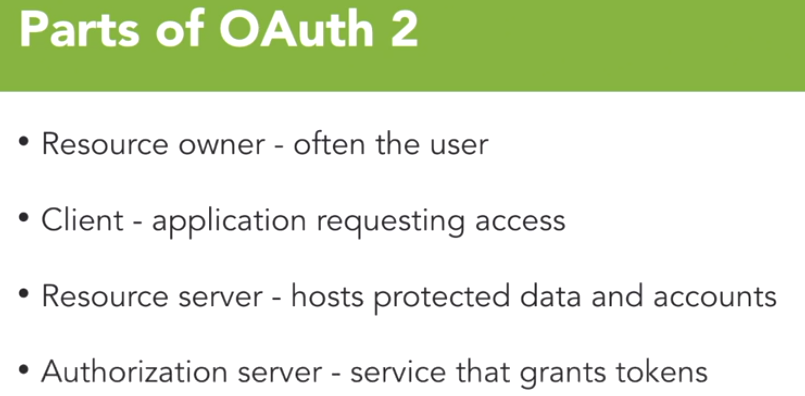 Parts of OAuth 2
• Resource owner - often the user
• Client - application requesting access
• Resource server - hosts protected data and accounts
• Authorization server - service that grants tokens